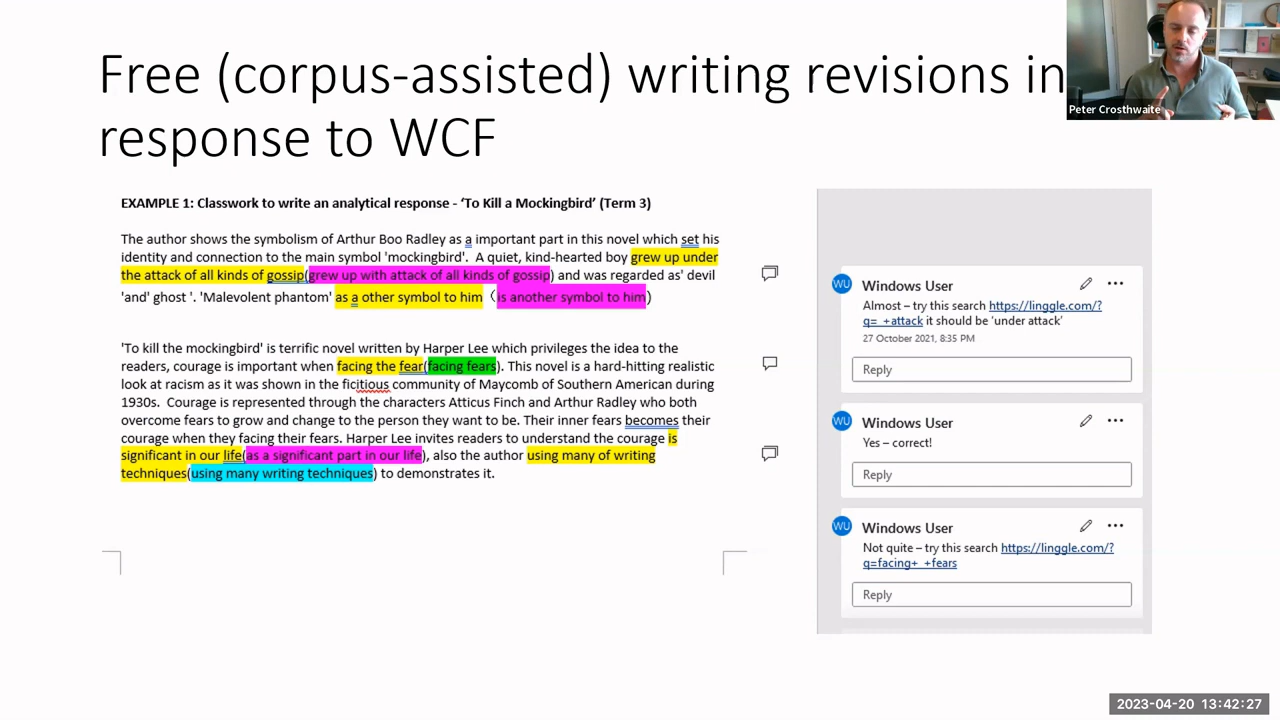 Free (corpus-assisted) writing revisions in
response to WCF
Peter Crosthwaite
EXAMPLE 1: Classwork to write an analytical response - ‘To Kill a Mockingbird’ (Term 3)
The author shows the symbolism of Arthur Boo Radley as a important part in this novel which set his
identity and connection to the main symbol 'mockingbird'.  A quiet, kind-hearted boy grew up under
the attack of all kinds of gossip(grew up with attack of all kinds of gossip) and was regarded as' devil
'and' ghost '. 'Malevolent phantom' as a other symbol to him（is another symbol to him)
'To kill the mockingbird' is terrific novel written by Harper Lee which privileges the idea to the
readers, courage is important when facing the fear(facing fears). This novel is a hard-hitting realistic
look at racism as it was shown in the ficitious community of Maycomb of Southern American during
1930s.  Courage is represented through the characters Atticus Finch and Arthur Radley who both
overcome fears to grow and change to the person they want to be. Their inner fears becomes their
courage when they facing their fears. Harper Lee invites readers to understand the courage is
significant in our life(as a significant part in our life), also the author using many of writing
techniques(using many writing techniques) to demonstrates it.
WU Windows User
Almost – try this search https://linggle.com/?
q=_+attack it should be ‘under attack’
27 October 2021, 8:35 PM
Reply
WU Windows User
Yes – correct!
Reply
WU Windows User
Not quite – try this search https://linggle.com/?
q=facing+_+fears
Reply
2023-04-20 13:42:27